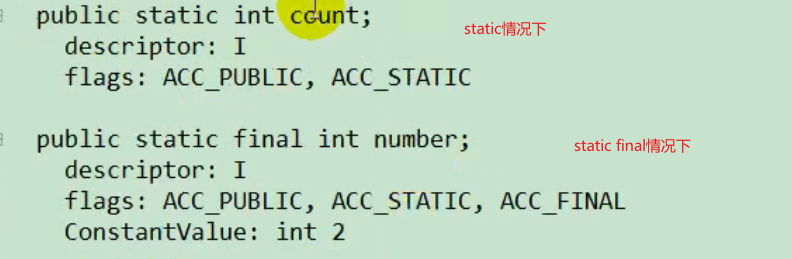 public static int count;
static情况下
descriptor: I
flags: ACC_PUBLIC, ACC_STATIC
public static final int number;
static final情况下
descriptor: I
flags: ACC_PUBLIC, ACC_STATIC, ACC_FINAL
ConstantValue: int 2